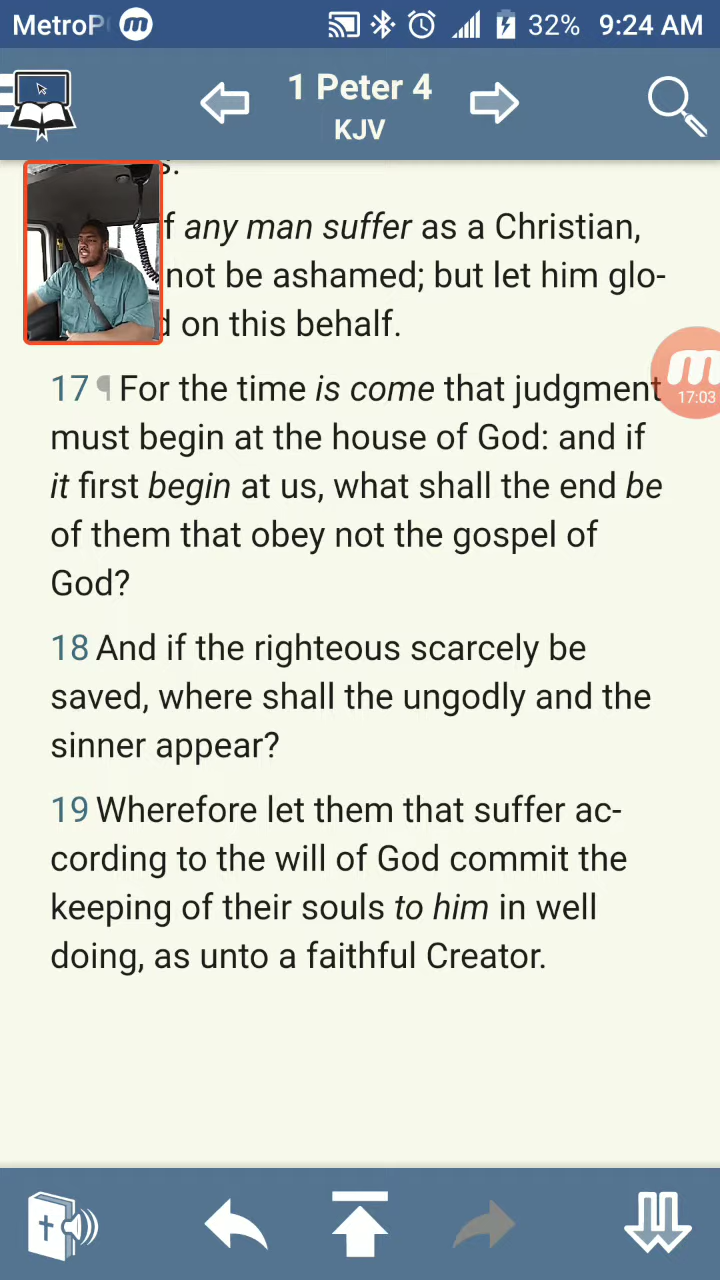 MetroP m 32% 9:24 AM
1 Peter 4
KJV
s.
f any man suffer as a Christian,
not be ashamed; but let him glo-
d on this behalf.
17 ¶ For the time is come that judgment
must begin at the house of God: and if
it first begin at us, what shall the end be
of them that obey not the gospel of
God?
18 And if the righteous scarcely be
saved, where shall the ungodly and the
sinner appear?
19 Wherefore let them that suffer ac-
cording to the will of God commit the
keeping of their souls to him in well
doing, as unto a faithful Creator.
m
17:03